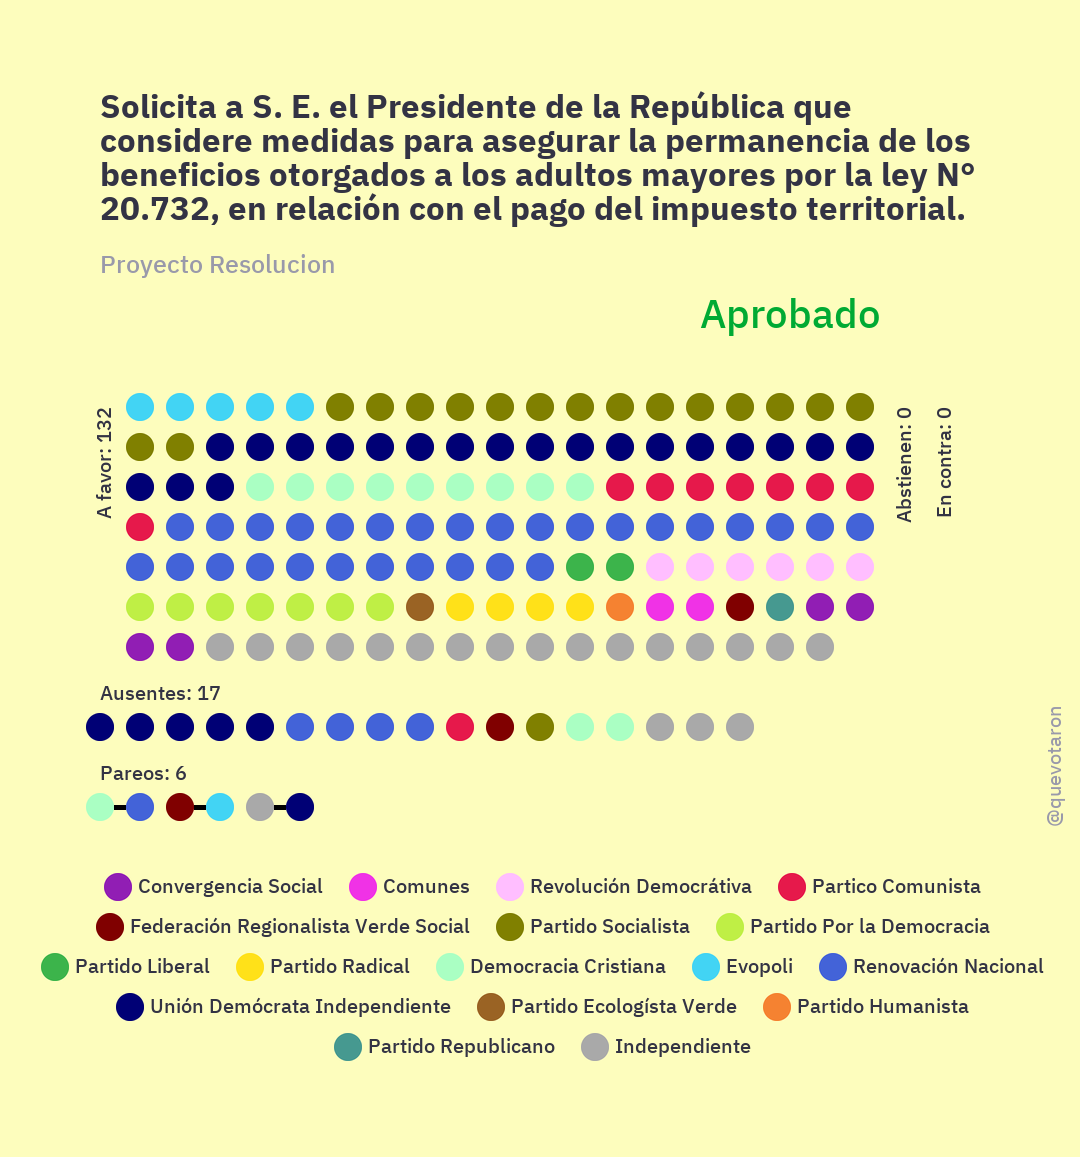 Solicita a S. E. el Presidente de la República que
considere medidas para asegurar la permanencia de los
beneficios otorgados a los adultos mayores por la ley N°
20.732, en relación con el pago del impuesto territorial.
Proyecto Resolucion
Aprobado
A favor: 132
Abstienen: 0
En contra: 0
Ausentes: 17
Pareos: 6
@quevotaron
Convergencia Social Comunes Revolución Democrátiva Partico Comunista
Federación Regionalista Verde Social Partido Socialista Partido Por la Democracia
Partido Liberal Partido Radical Democracia Cristiana Evopoli Renovación Nacional
Unión Demócrata Independiente Partido Ecologísta Verde Partido Humanista
Partido Republicano Independiente